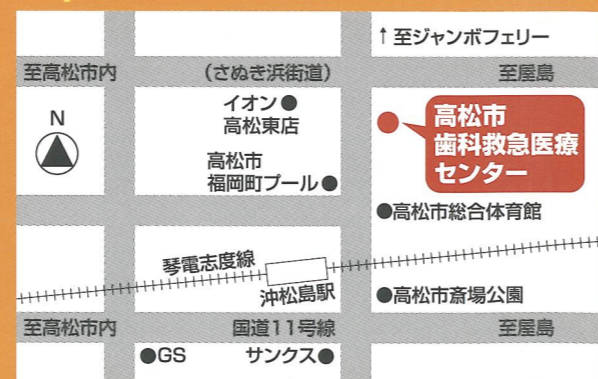 ↑至ジャンボフェリー
至高松市内
(さぬき浜街道)
至屋島
N
イオン●
高松東店
高松市
福岡町プール●
高松市
歯科救急医療
センター
●高松市総合体育館
琴電志度線
沖松島駅
●高松市斎場公園
至高松市内
国道11号線
至屋島
●GS
サンクス●